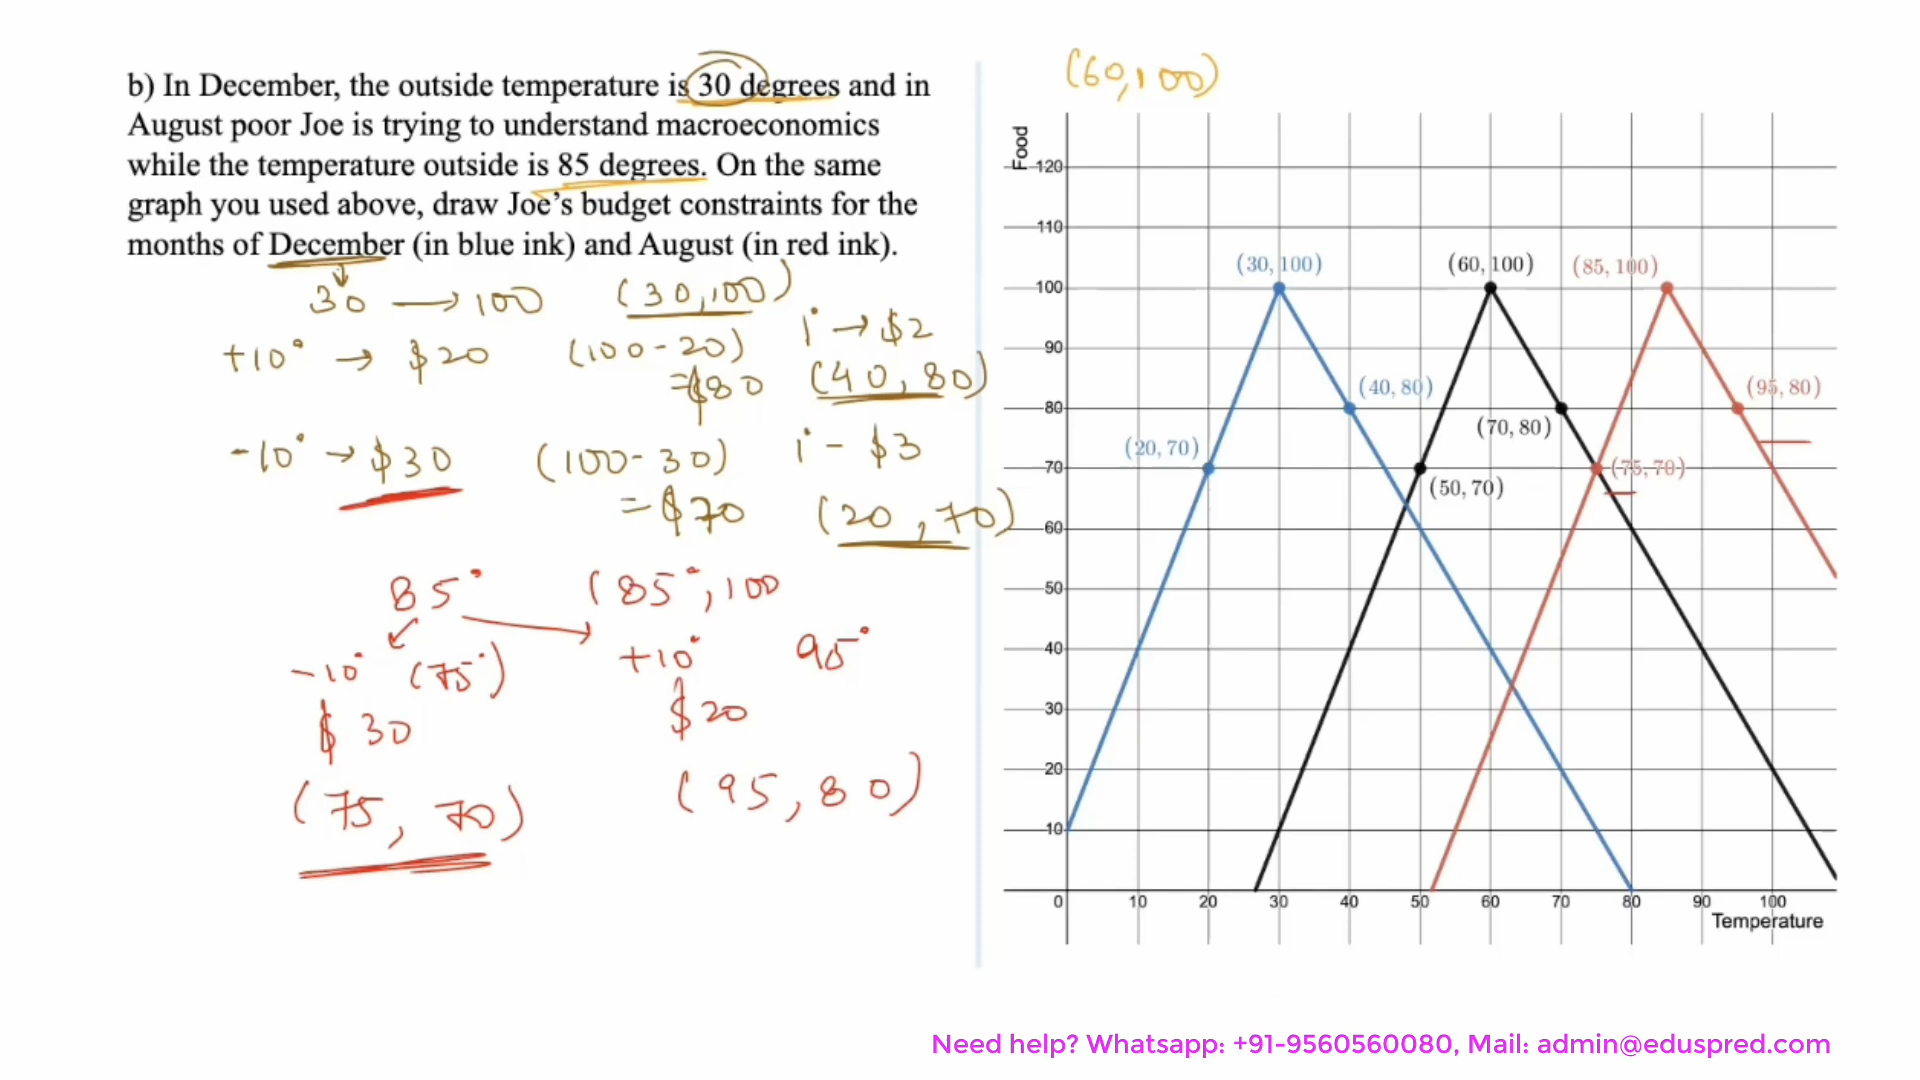 b) In December, the outside temperature is 30 degrees and in
August poor Joe is trying to understand macroeconomics
while the temperature outside is 85 degrees. On the same
graph you used above, draw Joe's budget constraints for the
months of December (in blue ink) and August (in red ink).
30 → 100 (30,100)
+10° → $20 (100-20) 1° → $2
=$80 (40,80)
-10° → $30 (100-30) 1° - $3
= $70 (20,70)
85° (85°,100
-10° (75°) +10° 95°
$30 $20
(75, 70) (95,80)
(60,100)
Food
120
110
100
90
80
70
60
50
40
30
20
10
(30, 100) (60, 100) (85, 100)
(40, 80) (95, 80)
(70, 80)
(20, 70) (75, 70)
(50, 70)
0 10 20 30 40 50 60 70 80 90 100
Temperature
Need help? Whatsapp: +91-9560560080, Mail: admin@eduspred.com